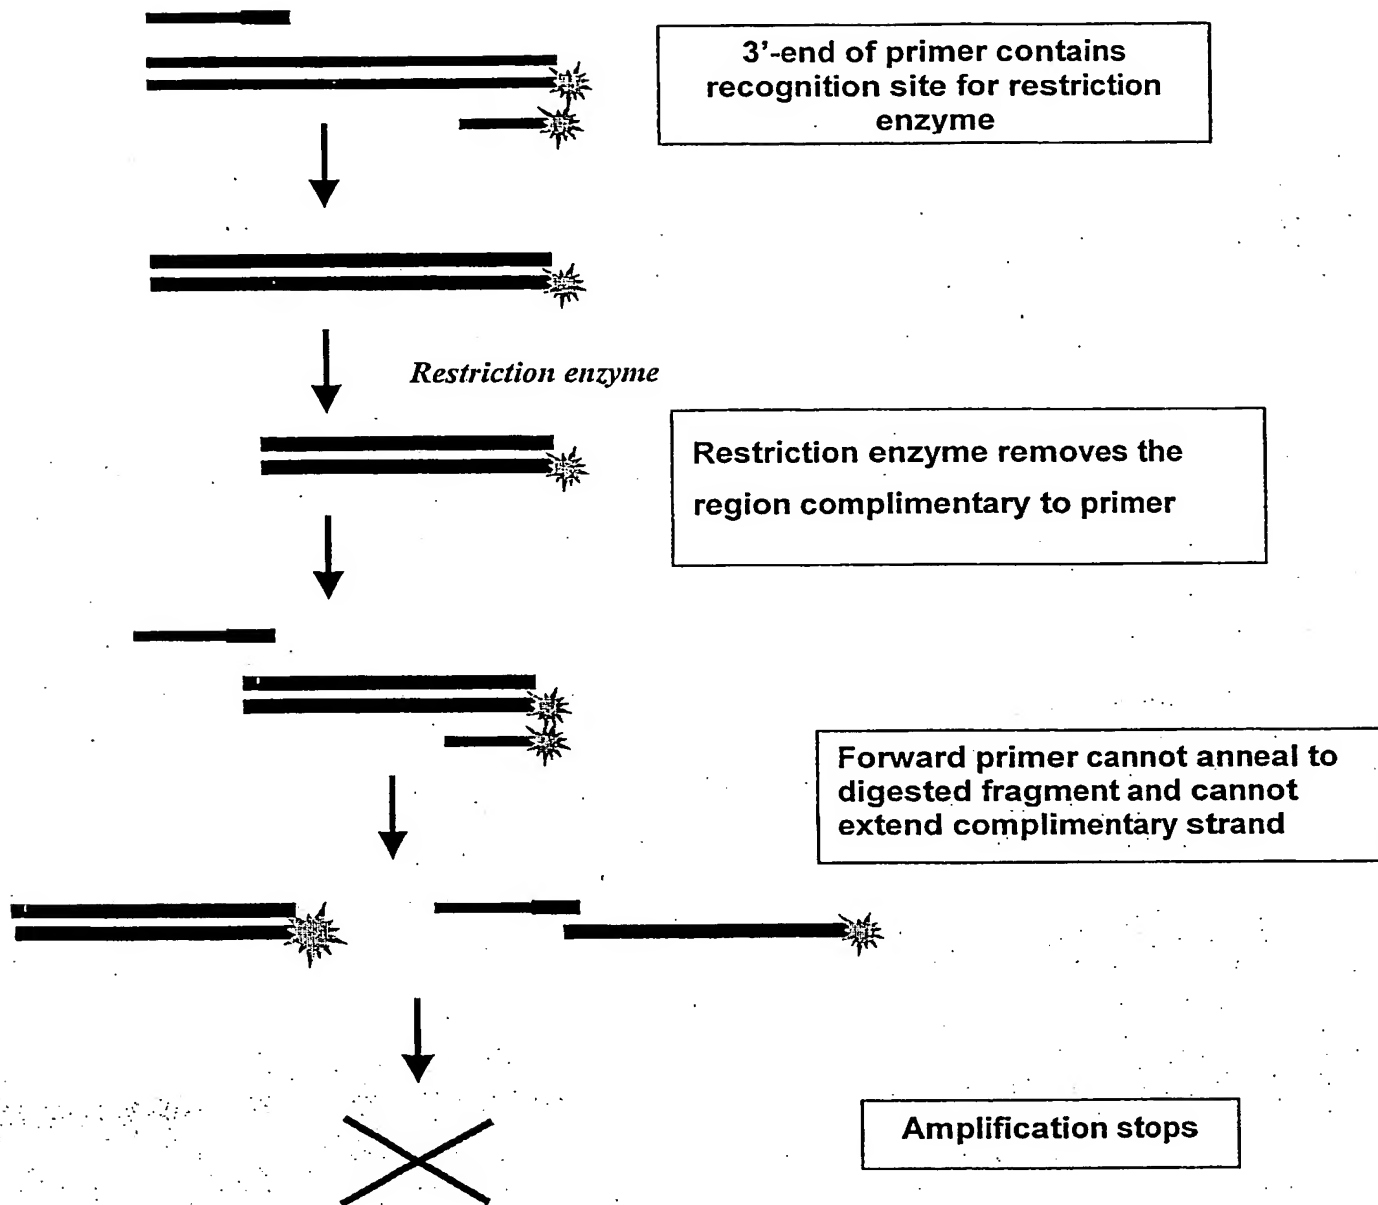 3'-end of primer contains
recognition site for restriction
enzyme
Restriction enzyme
Restriction enzyme removes the
region complimentary to primer
Forward primer cannot anneal to
digested fragment and cannot
extend complimentary strand
Amplification stops